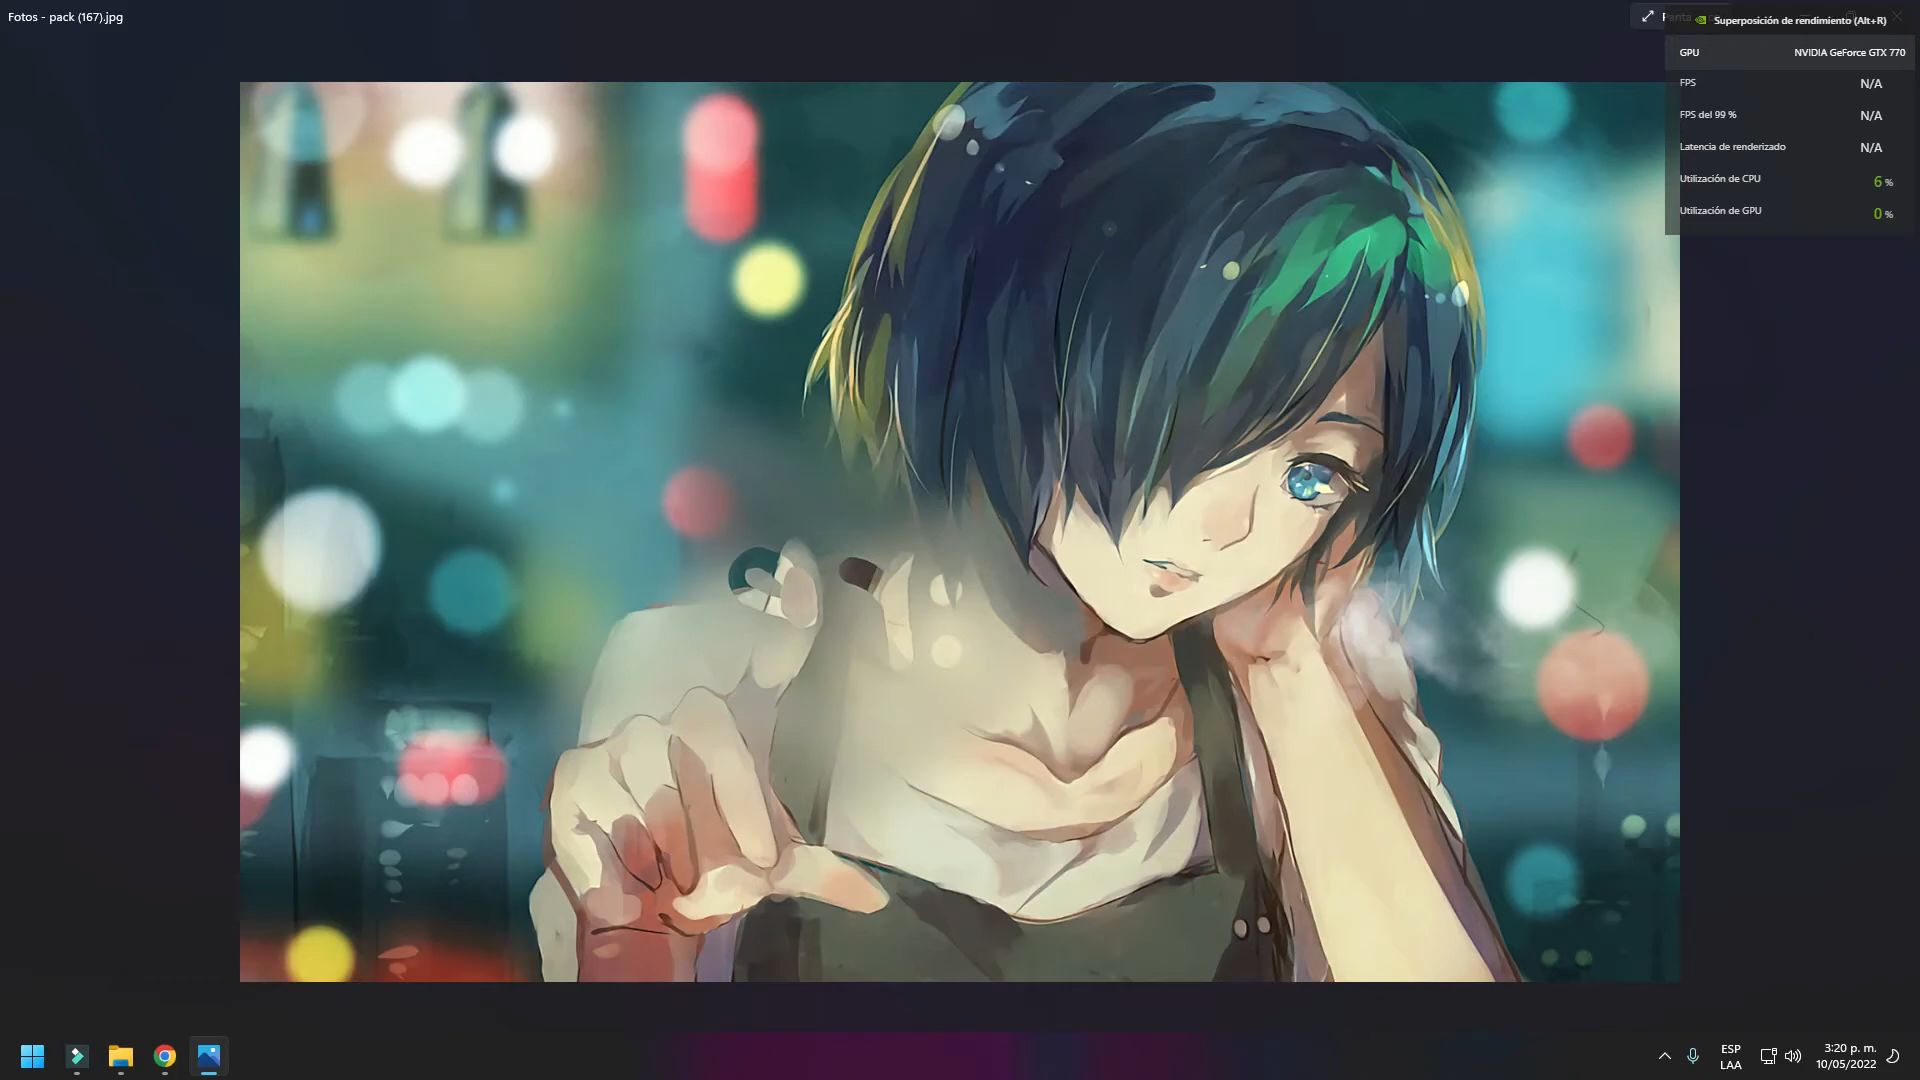 Fotos - pack (167).jpg
Superposición de rendimiento (Alt+R)
GPU NVIDIA GeForce GTX 770
FPS N/A
FPS del 99 % N/A
Latencia de renderizado N/A
Utilización de CPU 6 %
Utilización de GPU 0 %
ESP
LAA
3:20 p. m.
10/05/2022